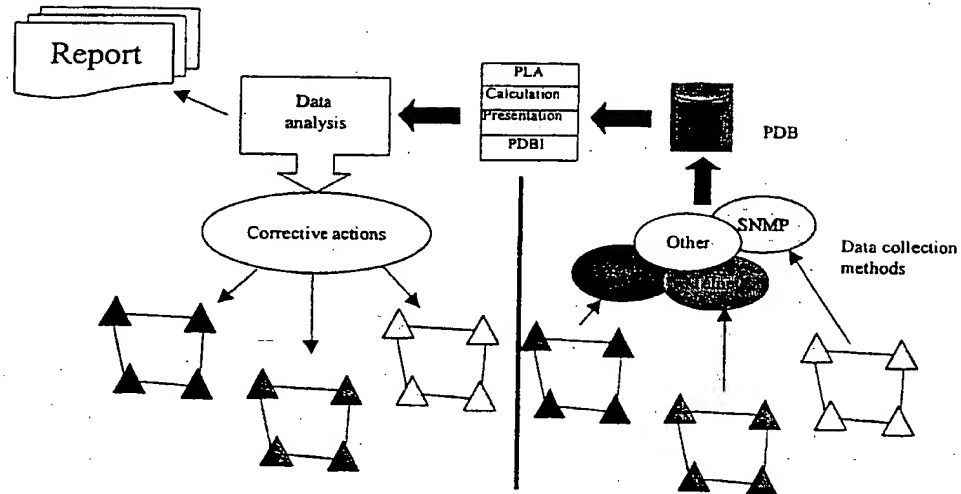 Report
Data
analysis
PLA
Calculation
Presentation
PDBI
PDB
Corrective actions
Other
SNMP
Data collection
methods